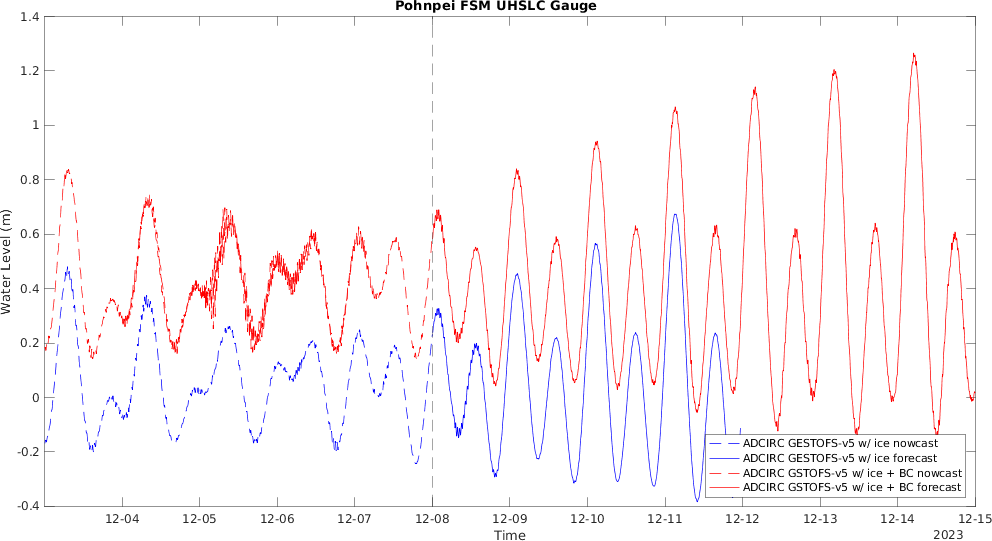 Pohnpei FSM UHSLC Gauge
1.4
1.2
1
0.8
0.6
0.4
0.2
0
-0.2
-0.4
Water Level (m)
ADCIRC GESTOFS-v5 w/ ice nowcast
ADCIRC GESTOFS-v5 w/ ice forecast
ADCIRC GSTOFS-v5 w/ ice + BC nowcast
ADCIRC GSTOFS-v5 w/ ice + BC forecast
12-04 12-05 12-06 12-07 12-08 12-09 12-10 12-11 12-12 12-13 12-14 12-15
Time
2023